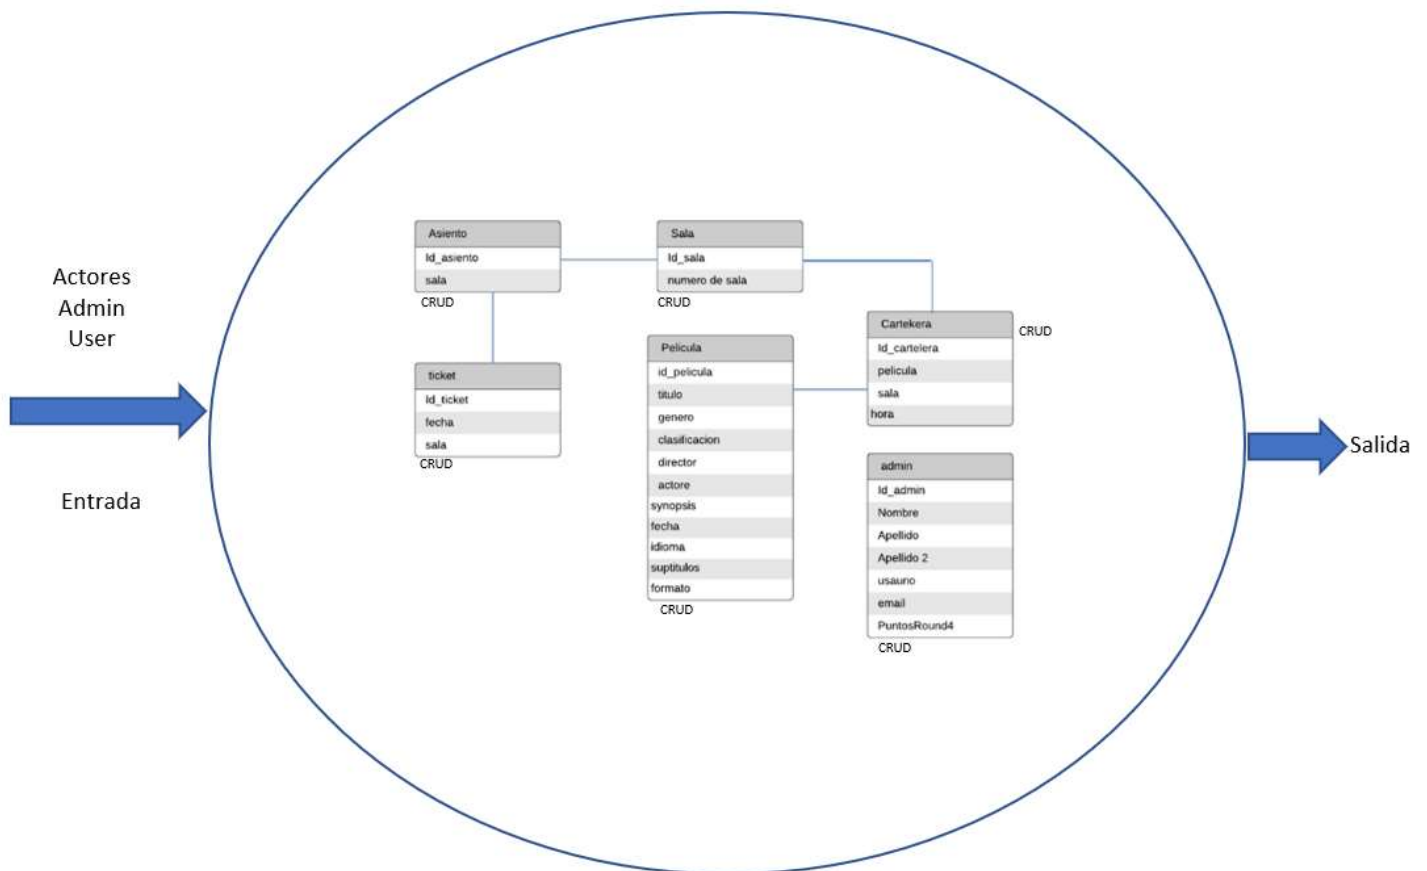 Actores
Admin
User
Entrada
Asiento
Id_asiento
sala
CRUD
Sala
Id_sala
numero de sala
CRUD
Cartekera
Id_cartelera
pelicula
sala
hora
CRUD
ticket
Id_ticket
fecha
sala
CRUD
Pelicula
id_pelicula
titulo
genero
clasificacion
director
actore
synopsis
fecha
idioma
suptitulos
formato
CRUD
admin
Id_admin
Nombre
Apellido
Apellido 2
usauno
email
PuntosRound4
CRUD
Salida